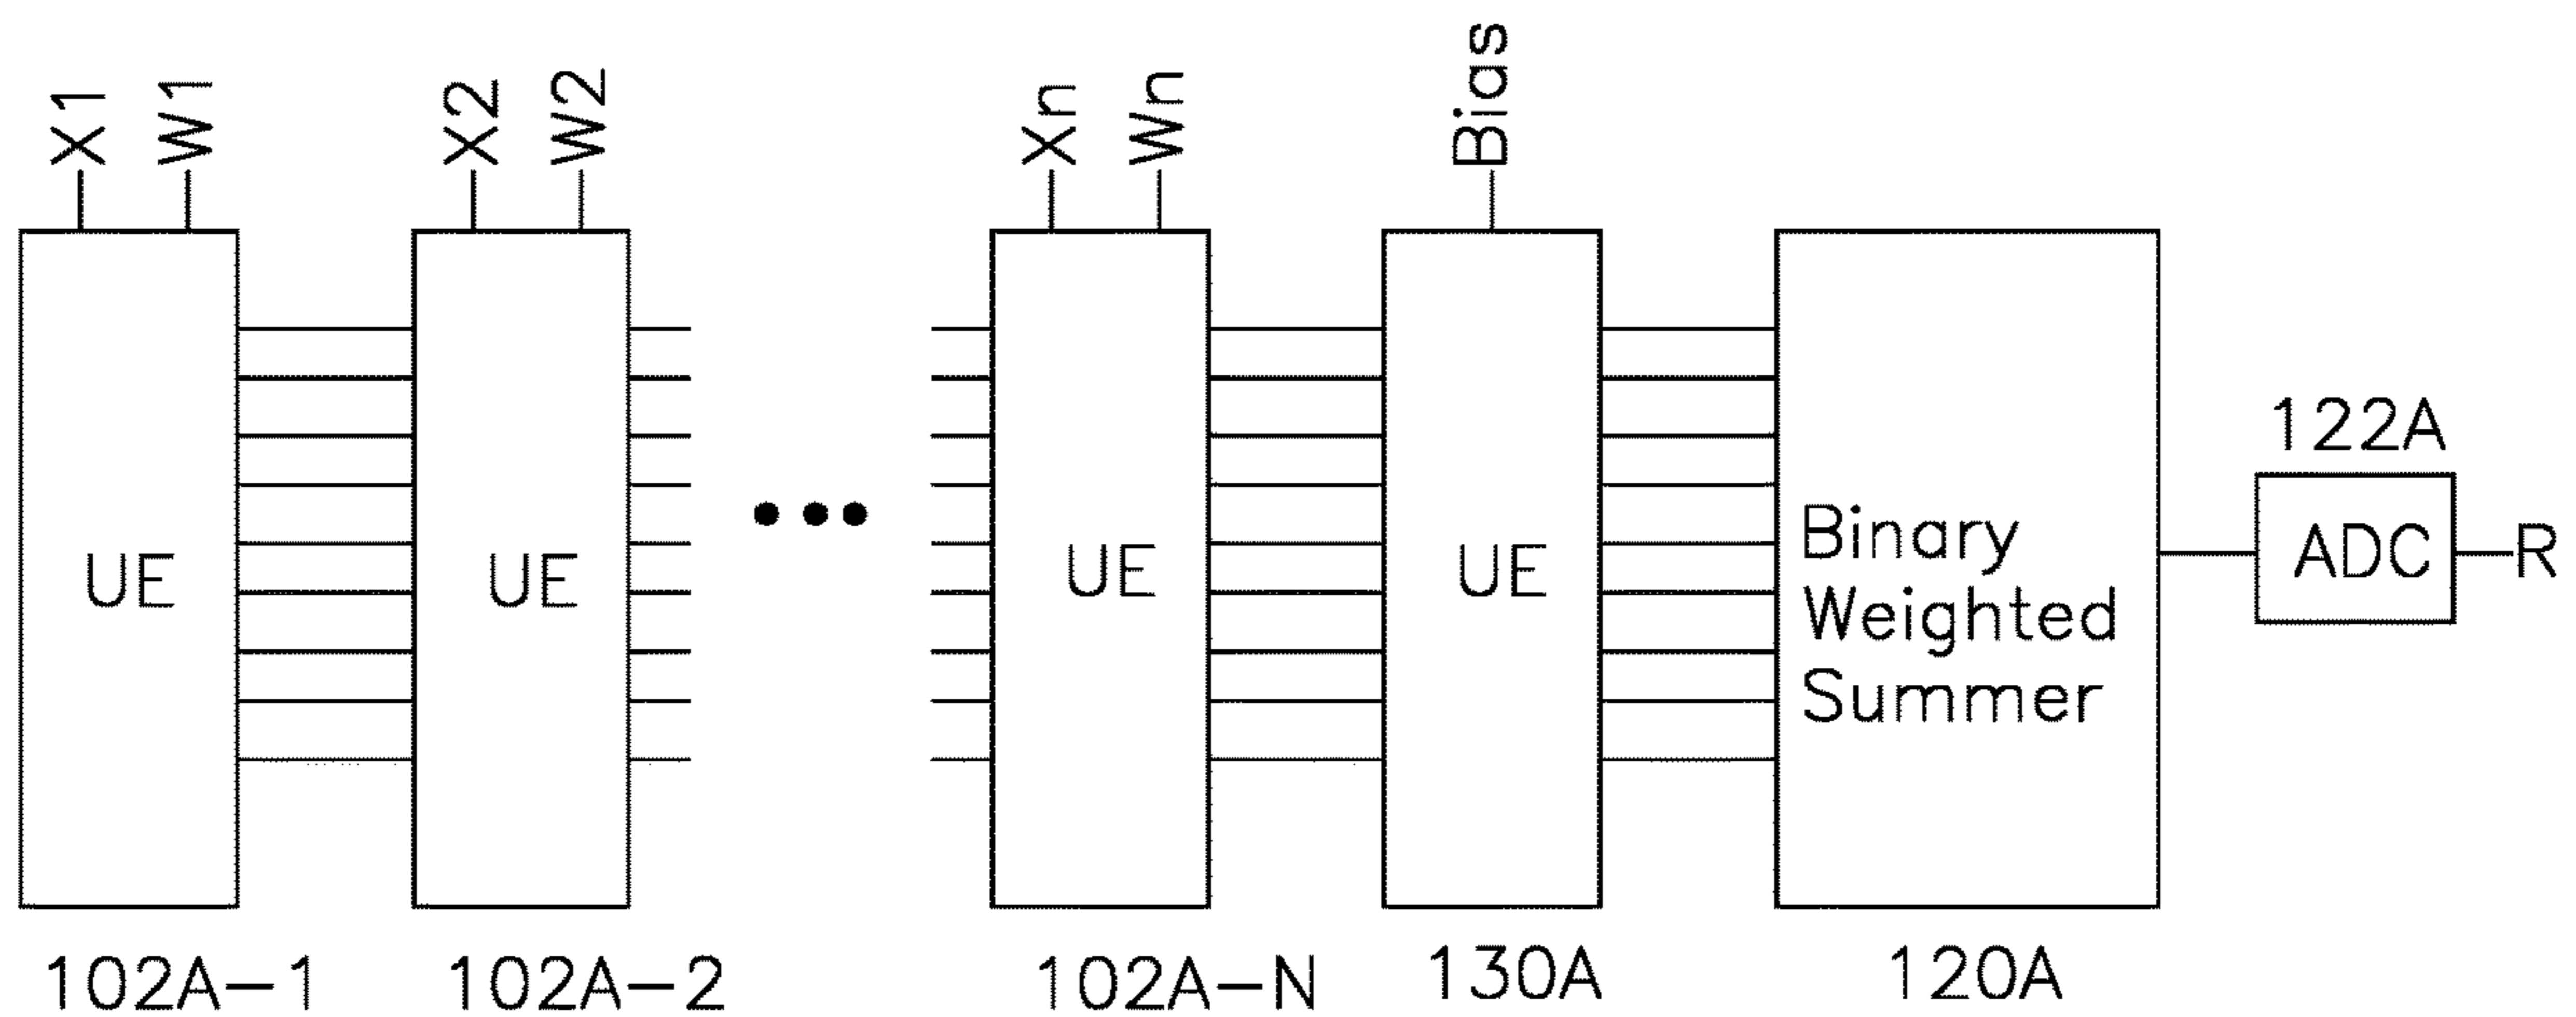 X1 W1 X2 W2 Xn Wn Bias
122A
UE UE UE UE Binary ADC R
Weighted
Summer
102A-1 102A-2 102A-N 130A 120A